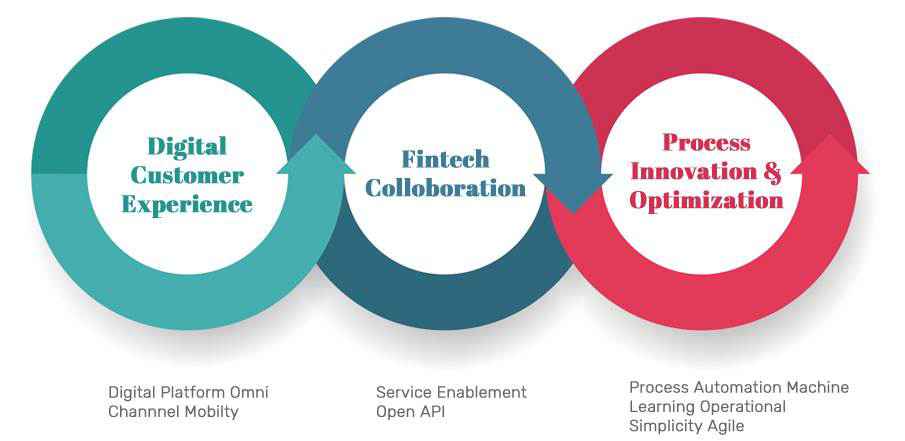 Digital
Customer
Experience
Fintech
Colloboration
Process
Innovation &
Optimization
Digital Platform Omni
Channnel Mobilty
Service Enablement
Open API
Process Automation Machine
Learning Operational
Simplicity Agile